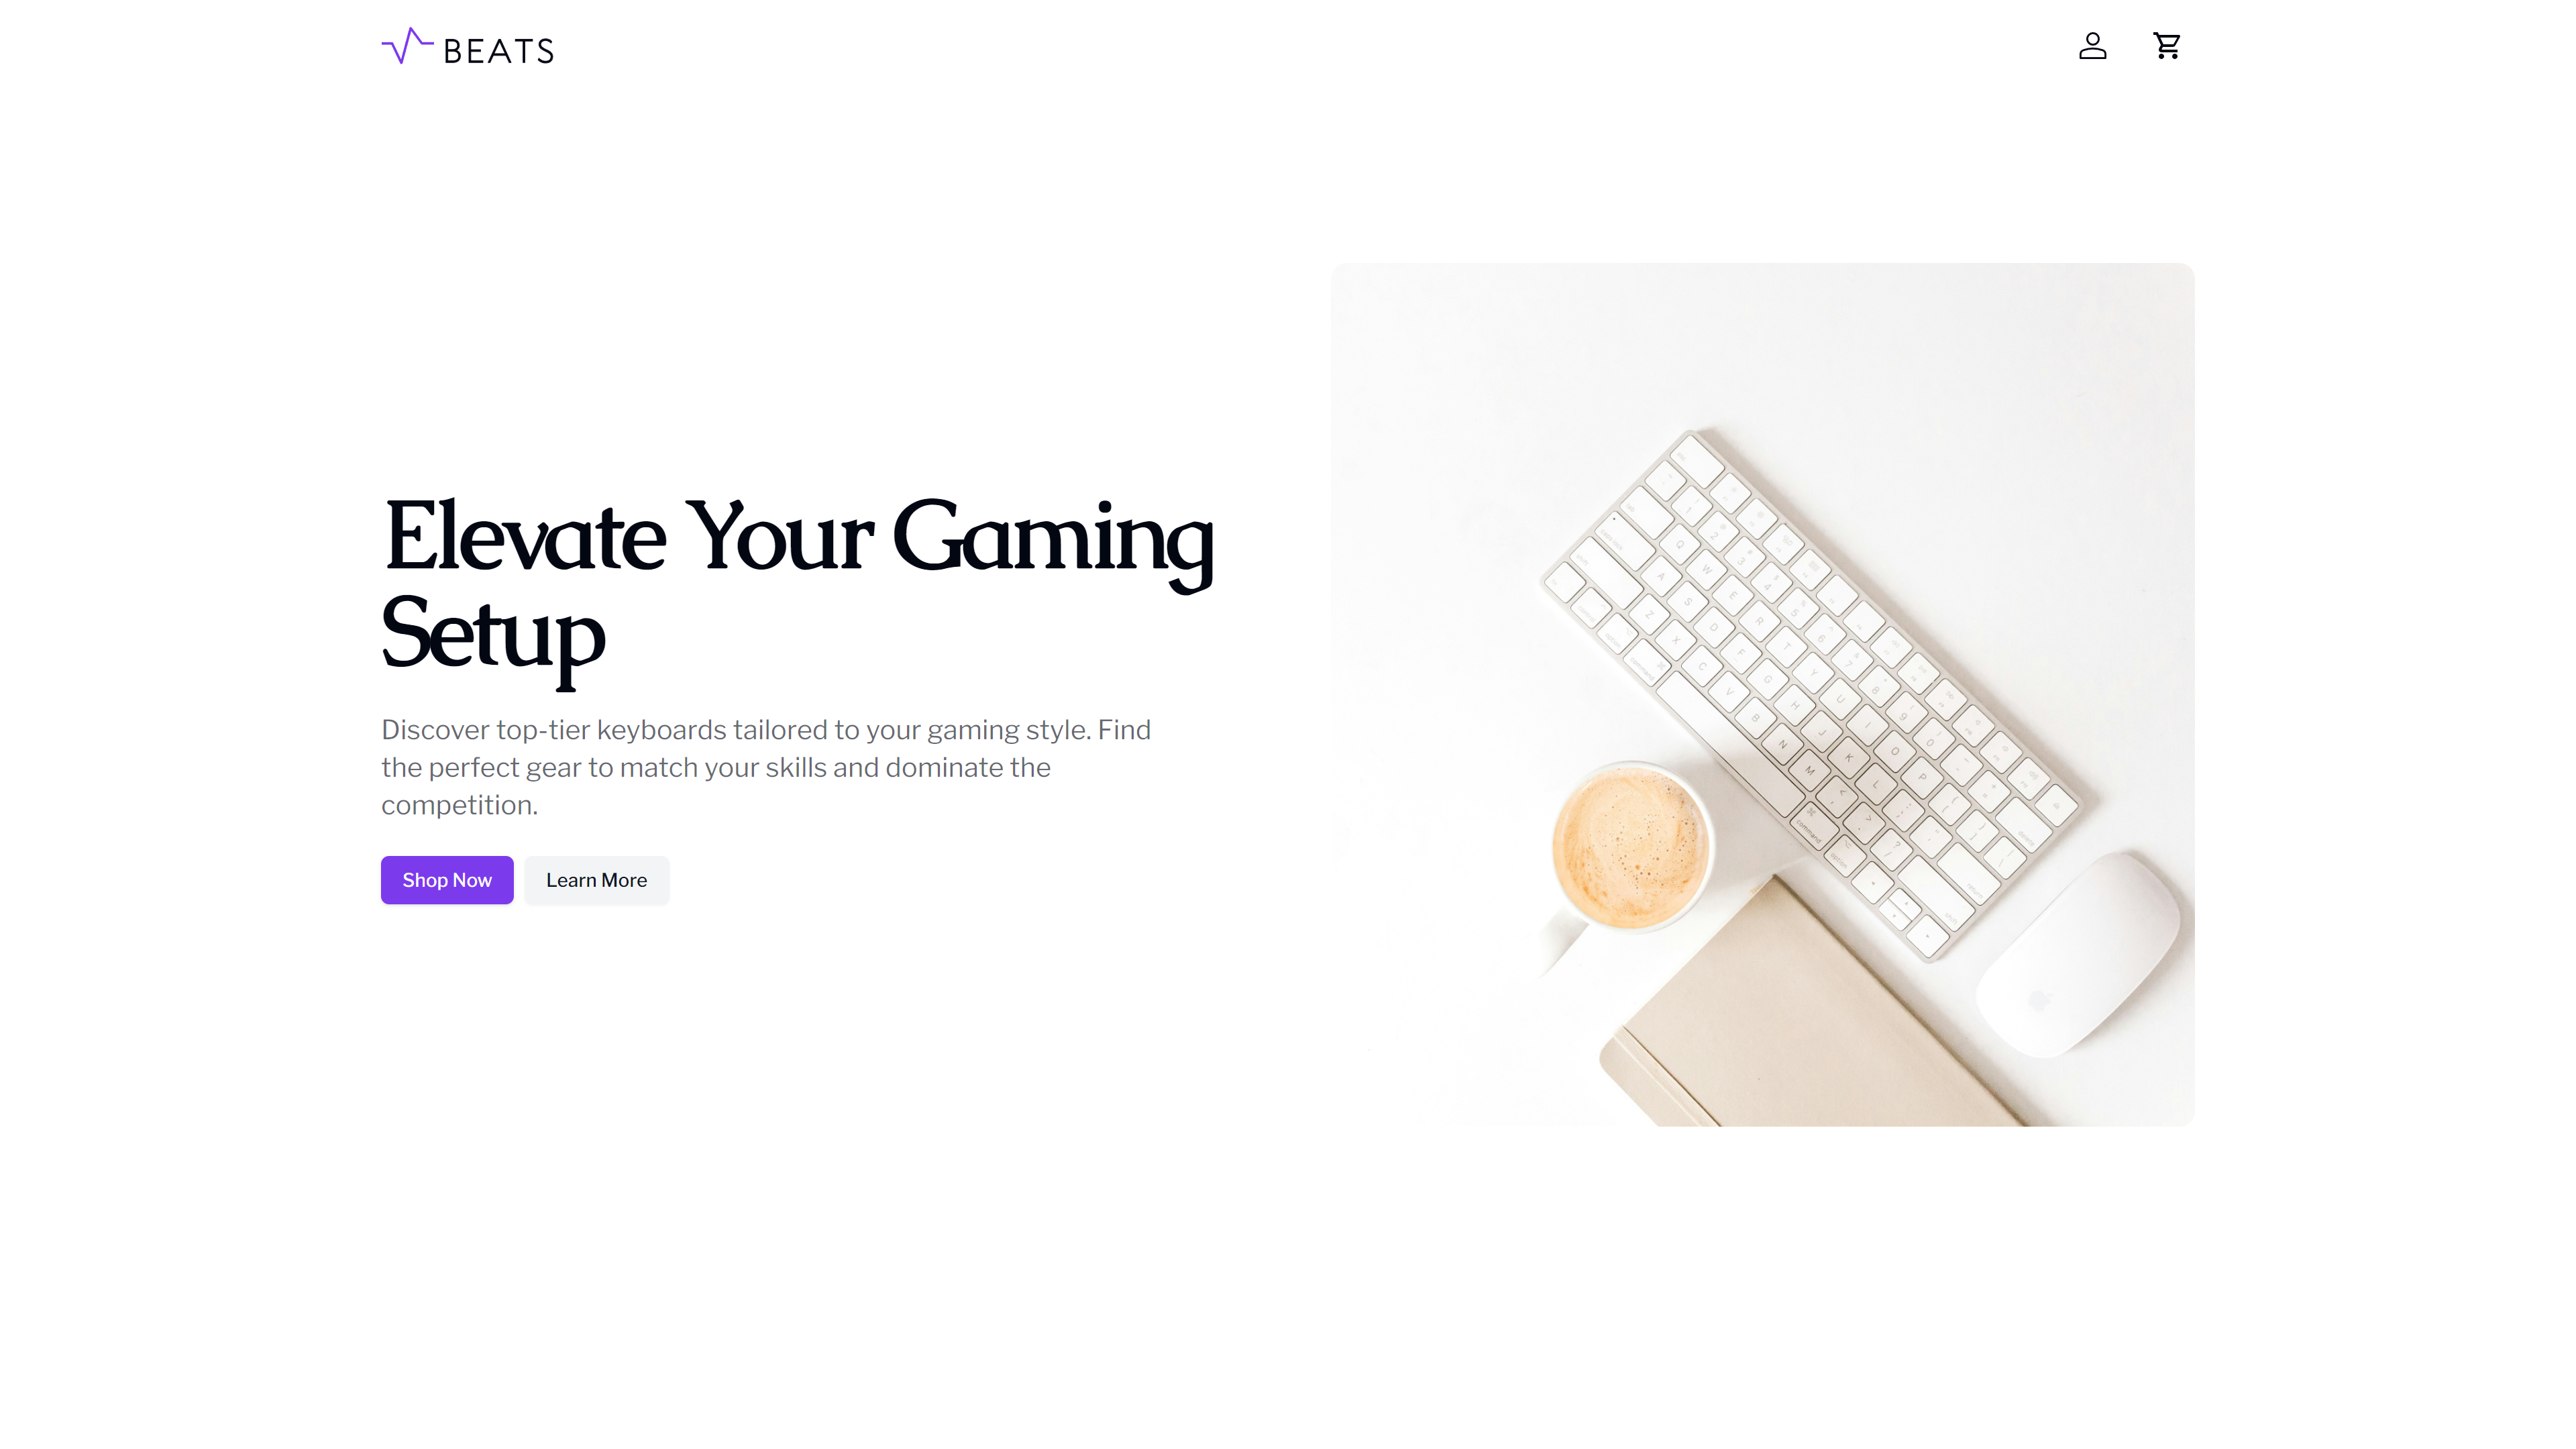 BEATS
Elevate Your Gaming
Setup
Discover top-tier keyboards tailored to your gaming style. Find
the perfect gear to match your skills and dominate the
competition.
Shop Now
Learn More